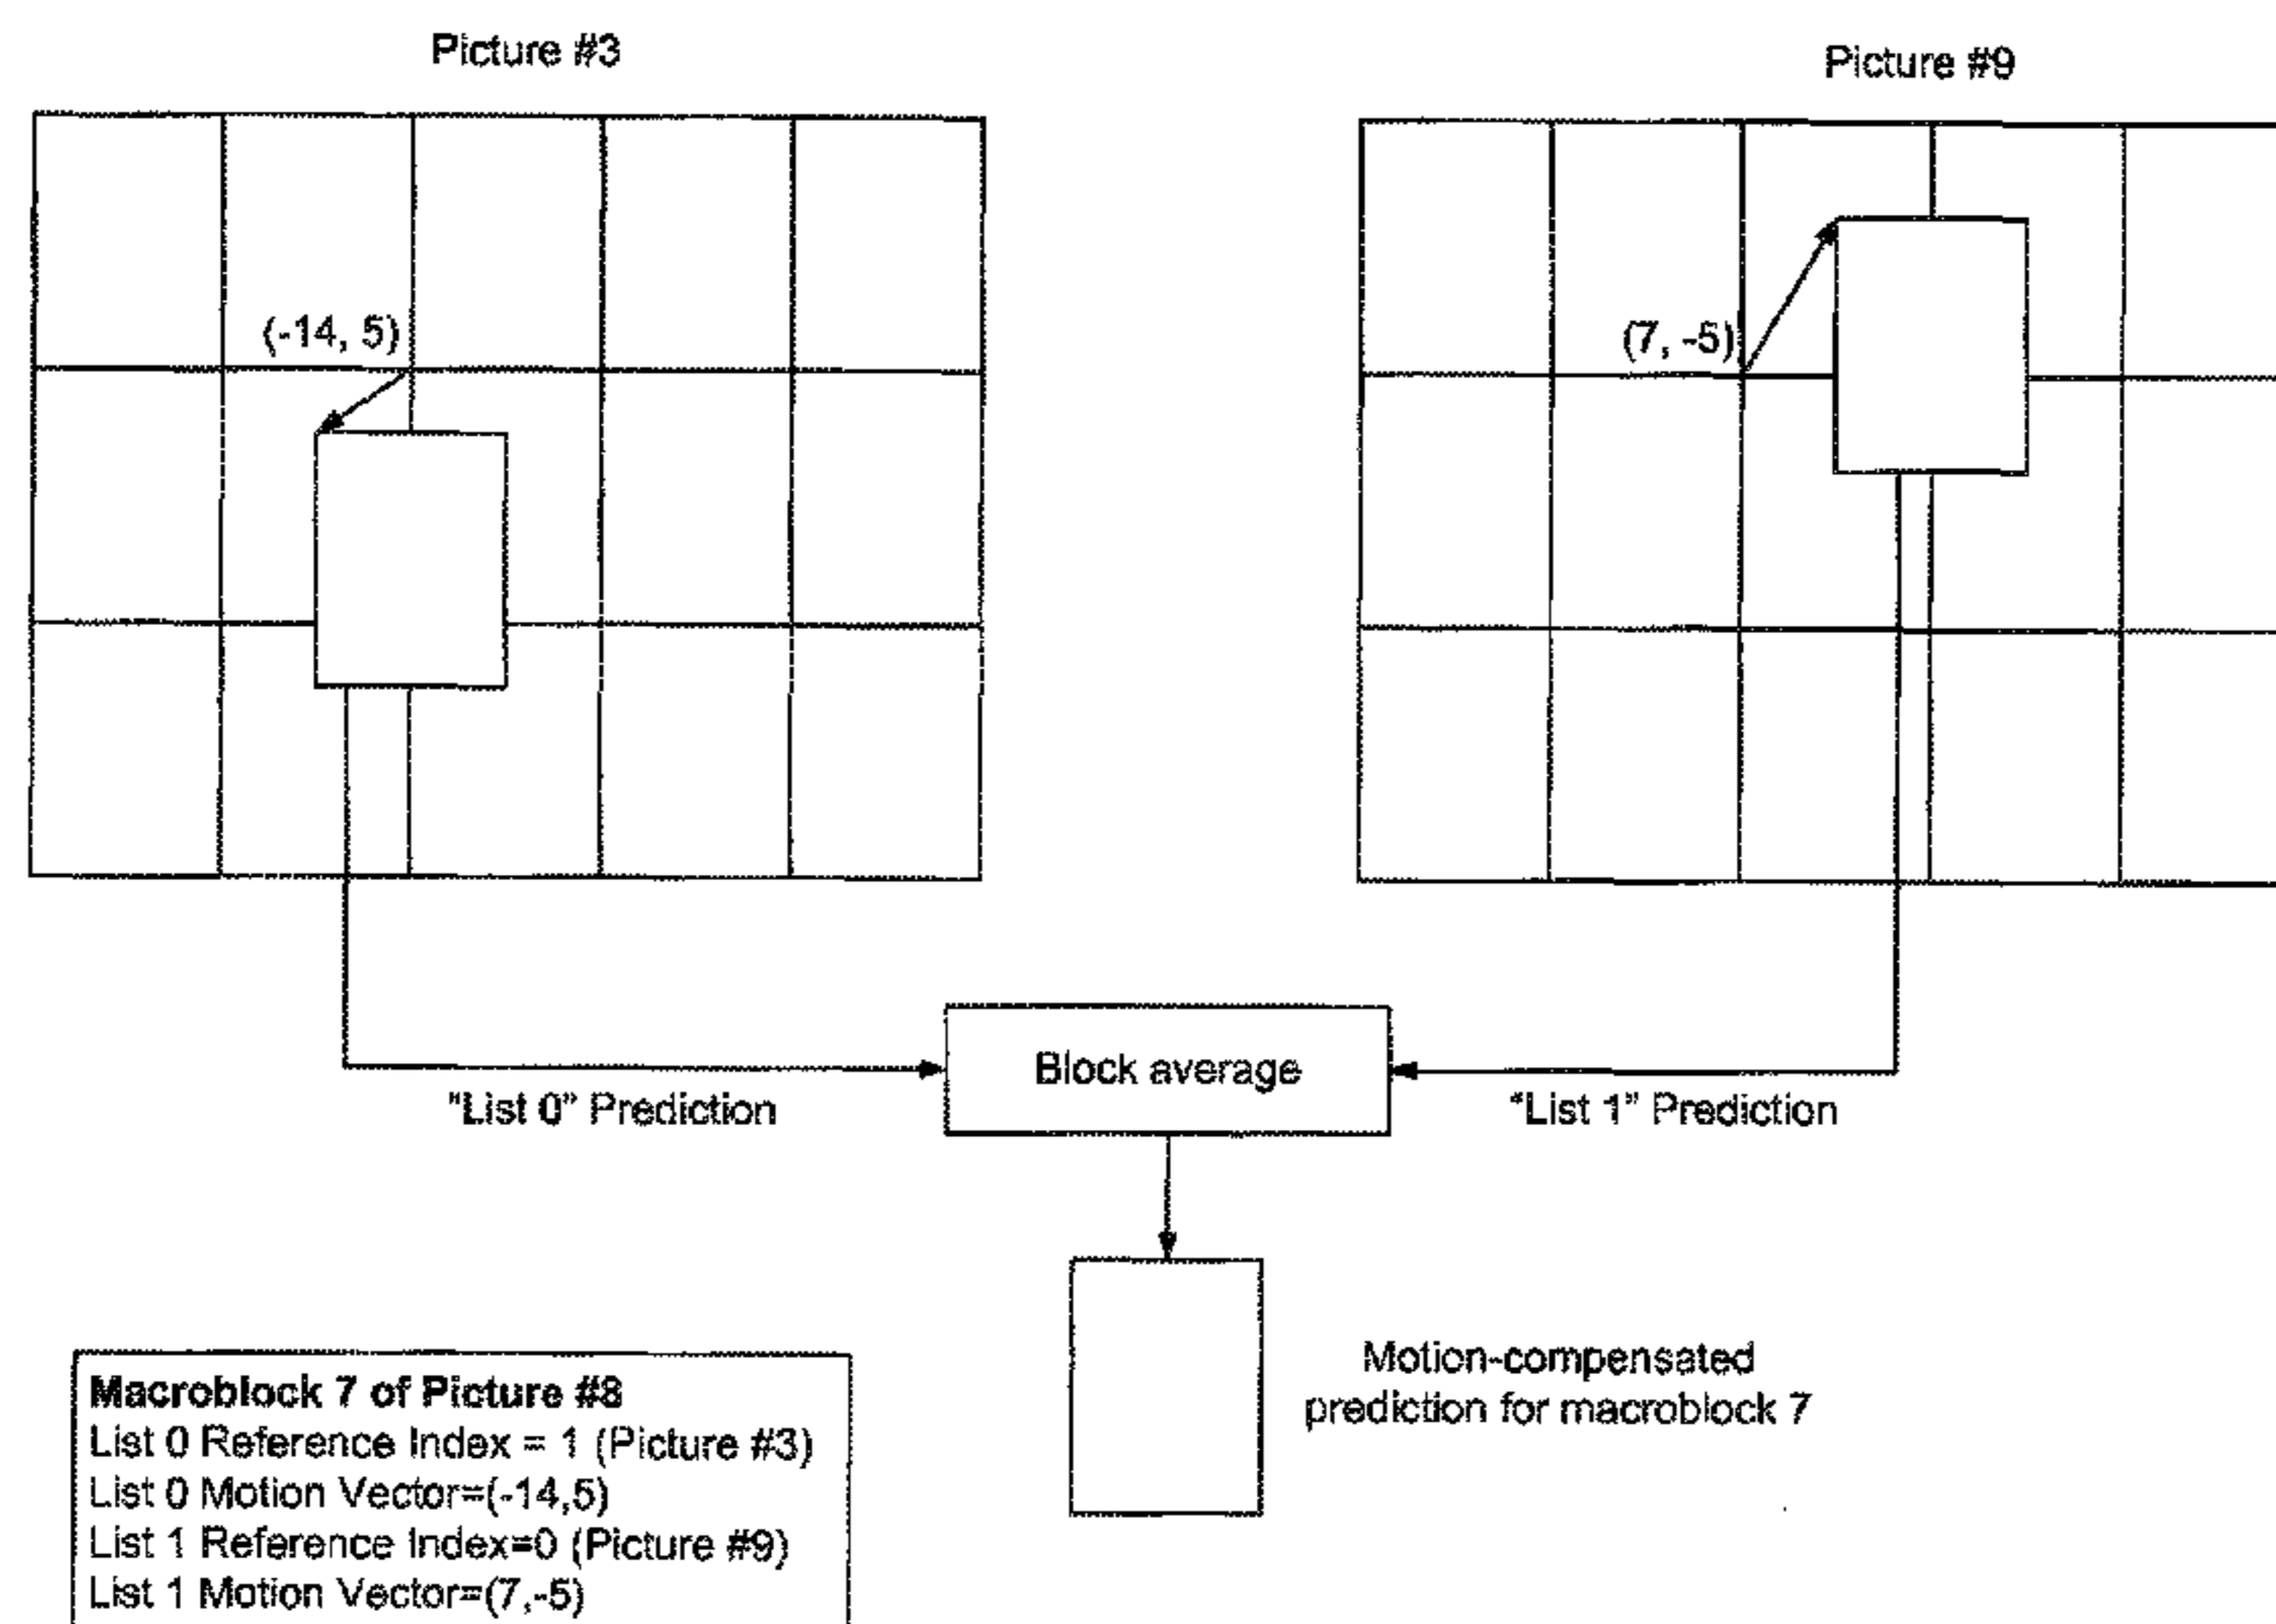 Picture #3
Picture #9
(-14, 5)
(7, -5)
Block average
"List 0" Prediction
"List 1" Prediction
Motion-compensated
prediction for macroblock 7
Macroblock 7 of Picture #8
List 0 Reference Index = 1 (Picture #3)
List 0 Motion Vector=(-14,5)
List 1 Reference Index=0 (Picture #9)
List 1 Motion Vector=(7,-5)